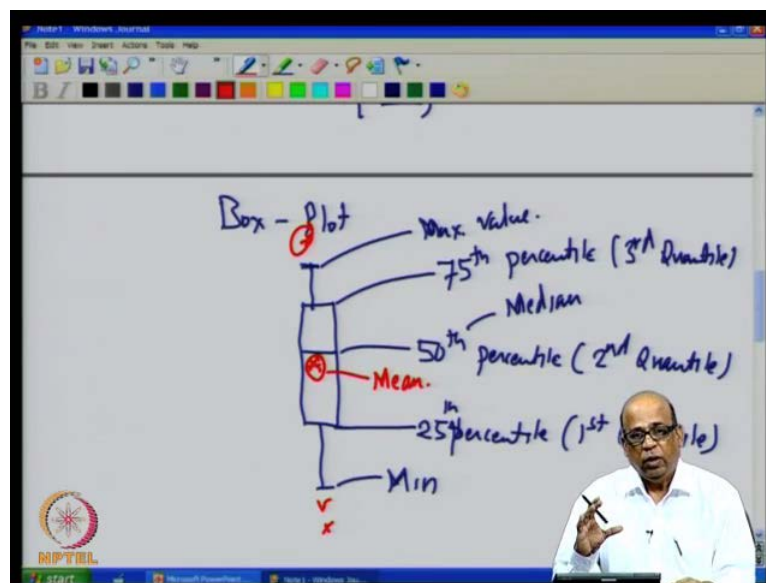 Note1 - Windows Journal
File Edit View Insert Actions Tools Help
B I
Box - Plot
Max value.
75th percentile (3rd Quantile)
Median
50th percentile (2nd Quantile)
Mean.
25th percentile (1st
Min
x
NPTEL
start
Microsoft PowerPoint
Note1 - Windows Jou...